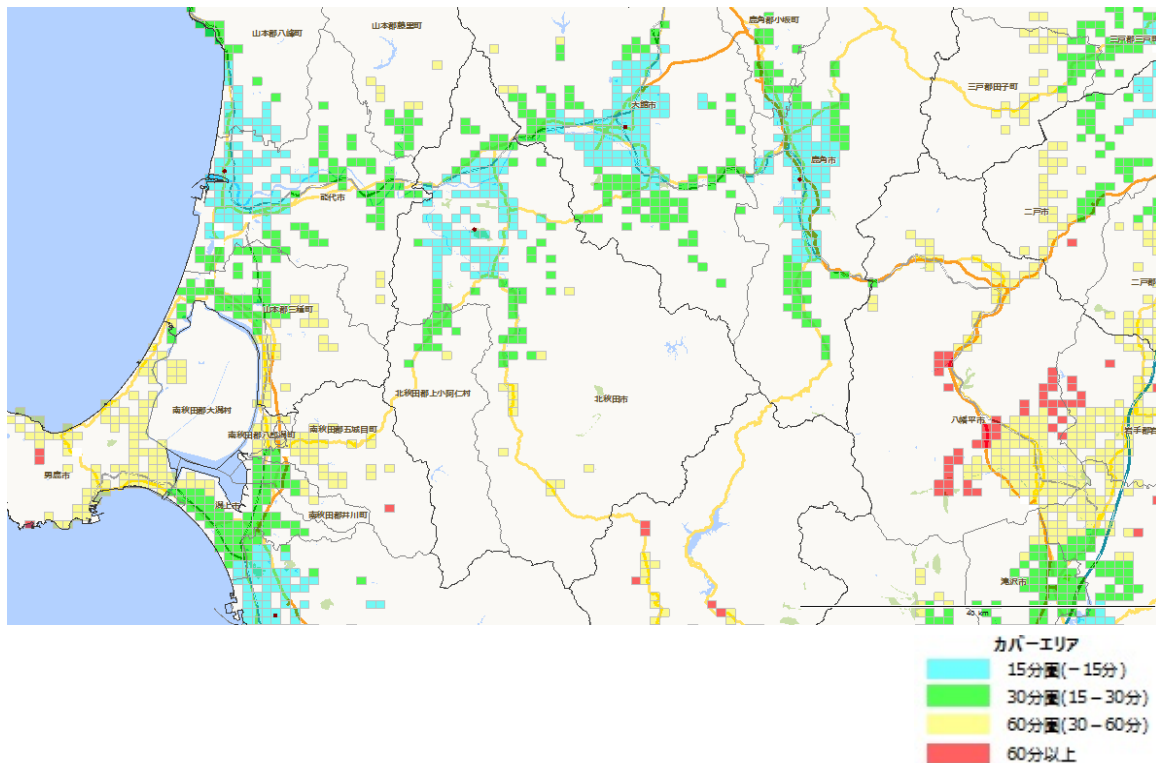 山本郡八峰町
山本郡藤里町
鹿角郡小坂町
三戸郡三戸町
三戸郡田子町
大館市
鹿角市
能代市
二戸市
二戸郡
山本郡三種町
北秋田郡上小阿仁村
北秋田市
南秋田郡大潟村
南秋田郡八郎潟町
南秋田郡五城目町
八幡平市
岩手郡岩
男鹿市
潟上市
南秋田郡井川町
滝沢市
40 km
カバーエリア
15分圏(－15分)
30分圏(15－30分)
60分圏(30－60分)
60分以上